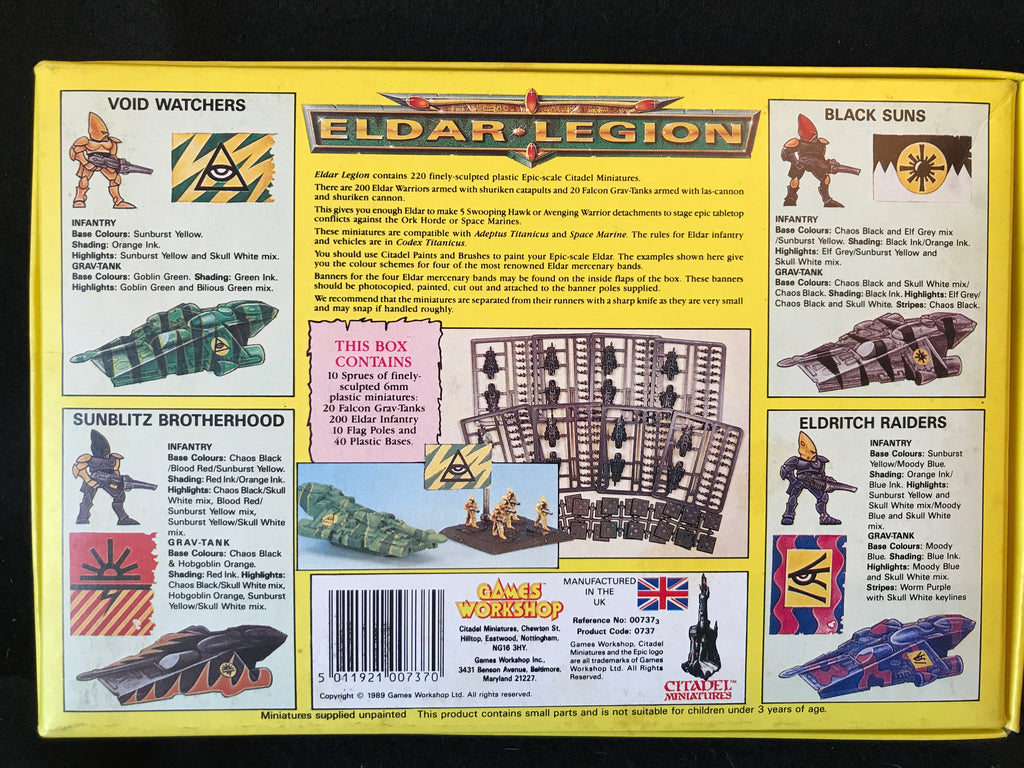 VOID WATCHERS
INFANTRY
Base Colours: Sunburst Yellow.
Shading: Orange Ink.
Highlights: Sunburst Yellow and Skull White mix.
GRAV-TANK
Base Colours: Goblin Green. Shading: Green Ink.
Highlights: Goblin Green and Bilious Green mix.
ELDAR LEGION
Eldar Legion contains 220 finely-sculpted plastic Epic-scale Citadel Miniatures.
There are 200 Eldar Warriors armed with shuriken catapults and 20 Falcon Grav-Tanks armed with las-cannon
and shuriken cannon.
This gives you enough Eldar to make 5 Swooping Hawk or Avenging Warrior detachments to stage epic tabletop
conflicts against the Ork Horde or Space Marines.
These miniatures are compatible with Adeptus Titanicus and Space Marine. The rules for Eldar infantry
and vehicles are in Codex Titanicus.
You should use Citadel Paints and Brushes to paint your Epic-scale Eldar. The examples shown here give
you the colour schemes for four of the most renowned Eldar mercenary bands.
Banners for the four Eldar mercenary bands may be found on the inside flaps of the box. These banners
should be photocopied, painted, cut out and attached to the banner poles supplied.
We recommend that the miniatures are separated from their runners with a sharp knife as they are very small
and may snap if handled roughly.
BLACK SUNS
INFANTRY
Base Colours: Chaos Black and Elf Grey mix
/Sunburst Yellow. Shading: Black Ink/Orange Ink.
Highlights: Elf Grey/Sunburst Yellow and
Skull White mix.
GRAV-TANK
Base Colours: Chaos Black and Skull White mix/
Chaos Black. Shading: Black Ink. Highlights: Elf Grey/
Chaos Black and Skull White. Stripes: Chaos Black.
THIS BOX
CONTAINS
10 Sprues of finely-
sculpted 6mm
plastic miniatures:
20 Falcon Grav-Tanks
200 Eldar Infantry
10 Flag Poles and
40 Plastic Bases.
SUNBLITZ BROTHERHOOD
INFANTRY
Base Colours: Chaos Black
/Blood Red/Sunburst Yellow.
Shading: Red Ink/Orange Ink.
Highlights: Chaos Black/Skull
White mix, Blood Red/
Sunburst Yellow mix,
Sunburst Yellow/Skull White
mix.
GRAV-TANK
Base Colours: Chaos Black
& Hobgoblin Orange.
Shading: Red Ink. Highlights:
Chaos Black/Skull White mix,
Hobgoblin Orange, Sunburst
Yellow/Skull White mix.
ELDRITCH RAIDERS
INFANTRY
Base Colours: Sunburst
Yellow/Moody Blue.
Shading: Orange Ink/
Blue Ink. Highlights:
Sunburst Yellow and
Skull White mix/Moody
Blue and Skull White
mix.
GRAV-TANK
Base Colours: Moody
Blue. Shading: Blue Ink.
Highlights: Moody Blue
and Skull White mix.
Stripes: Worm Purple
with Skull White keylines
5 011921 007370
GAMES
WORKSHOP
Citadel Miniatures, Chewton St.
Hilltop, Eastwood, Nottingham,
NG16 3HY.
Games Workshop Inc.,
3431 Benson Avenue, Baltimore,
Maryland 21227.
Copyright © 1989 Games Workshop Ltd. All rights reserved.
MANUFACTURED
IN THE
UK
Reference No: 00737₃
Product Code: 0737
Games Workshop, Citadel
Miniatures and the Epic logo
are all trademarks of Games
Workshop Ltd. All Rights
Reserved.
CITADEL
MINIATURES
Miniatures supplied unpainted This product contains small parts and is not suitable for children under 3 years of age.